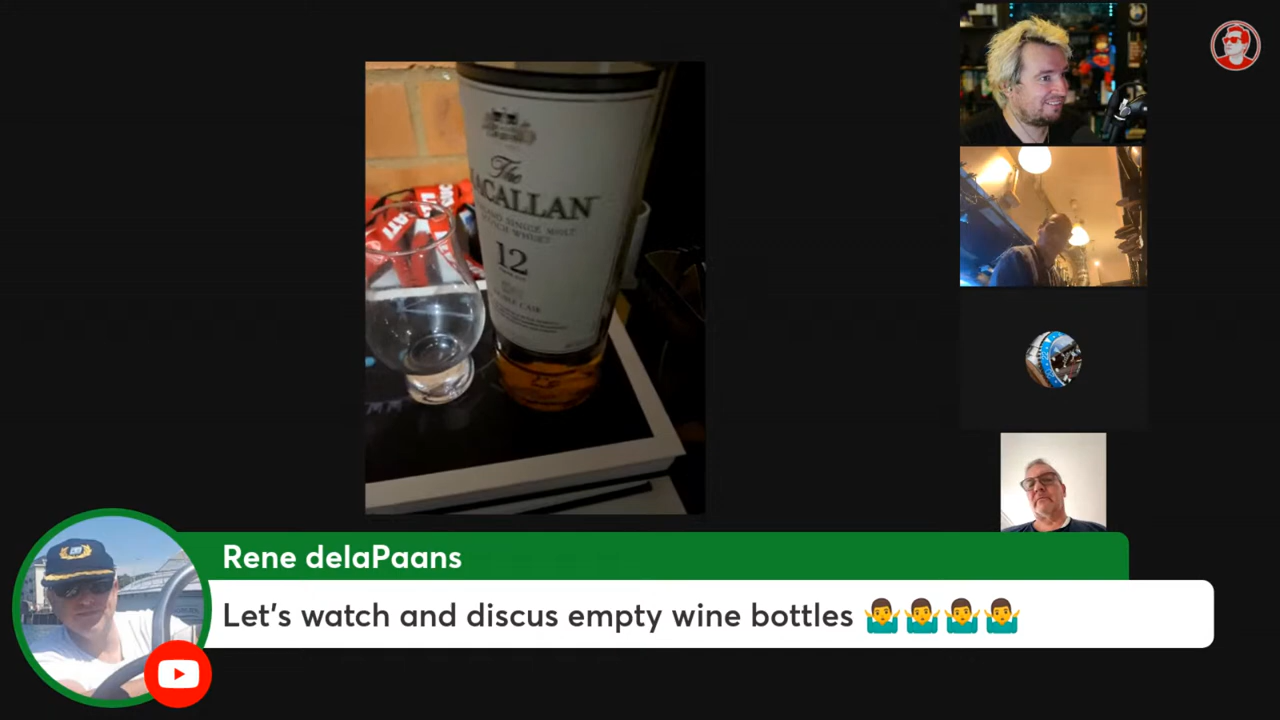 The
MACALLAN
12
Rene delaPaans
Let's watch and discus empty wine bottles 🤷‍♂️🤷‍♂️🤷‍♂️🤷‍♂️